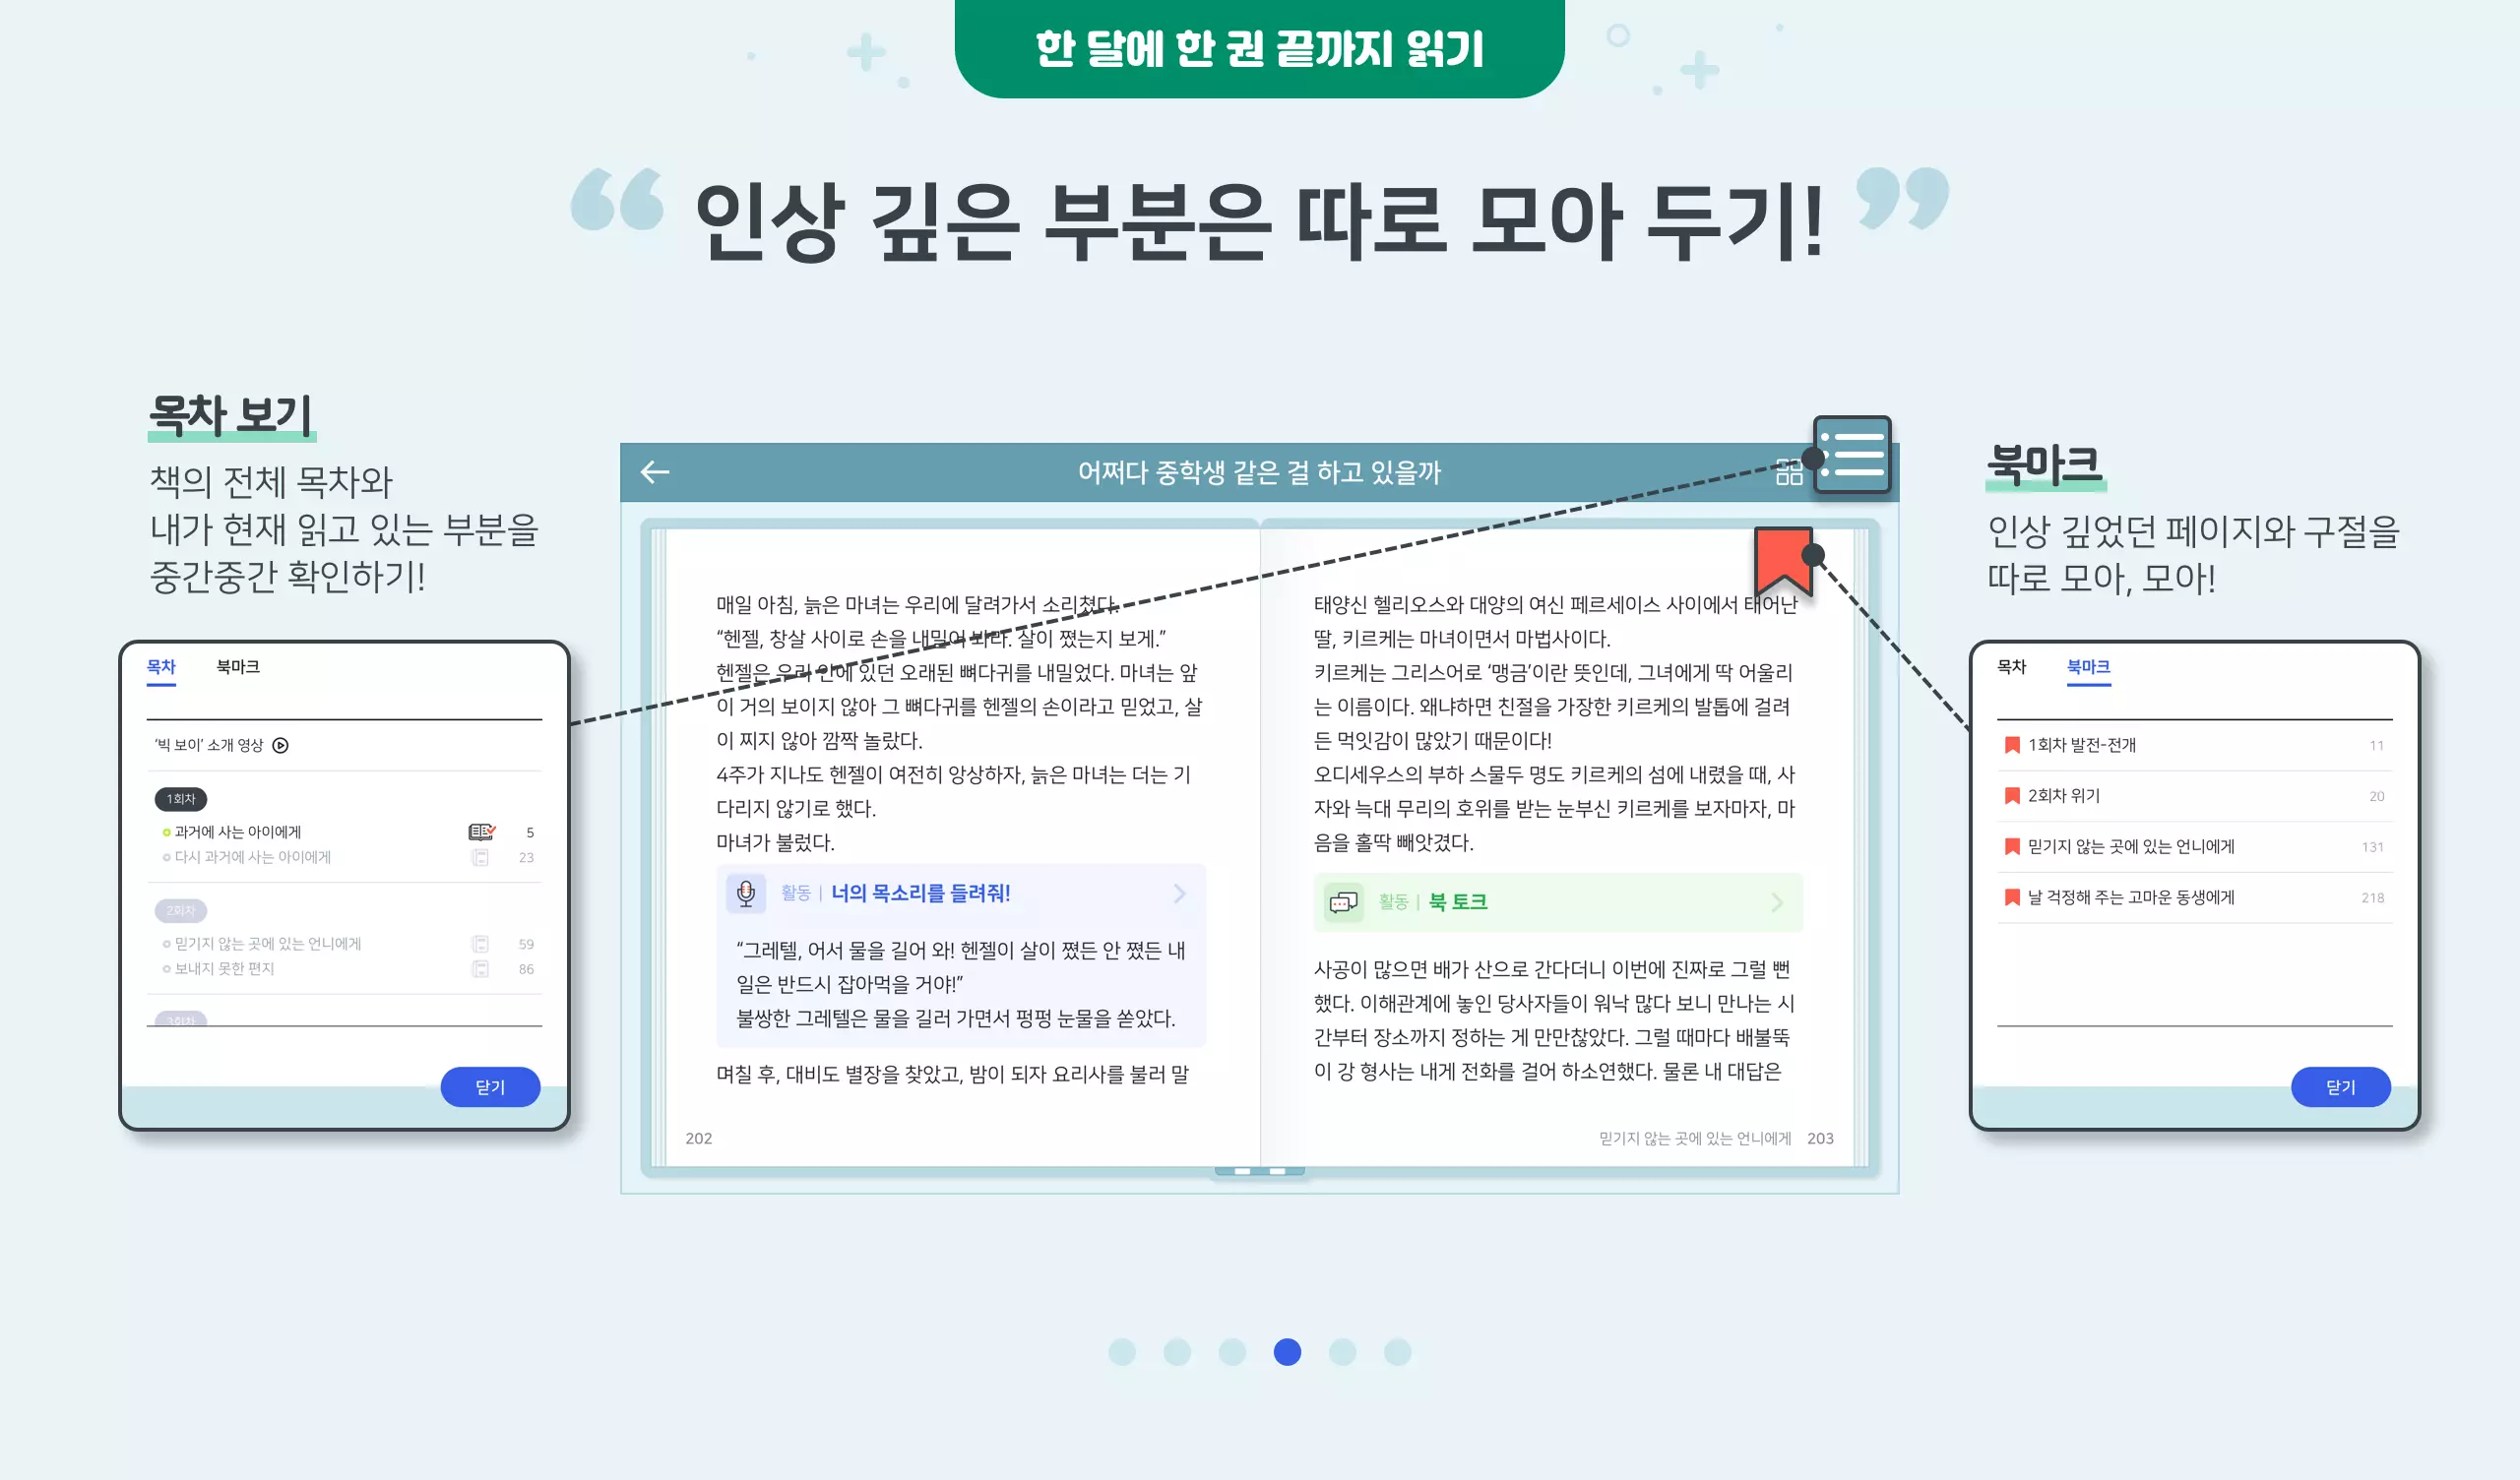 한 달에 한 권 끝까지 읽기
“ 인상 깊은 부분은 따로 모아 두기! ”
목차 보기
책의 전체 목차와
내가 현재 읽고 있는 부분을
중간중간 확인하기!
목차 북마크
‘빅 보이’ 소개 영상
1회차
과거에 사는 아이에게 5
다시 과거에 사는 아이에게 23
2회차
믿기지 않는 곳에 있는 언니에게 59
보내지 못한 편지 86
3회차
닫기
어쩌다 중학생 같은 걸 하고 있을까
매일 아침, 늙은 마녀는 우리에 달려가서 소리쳤다.
“헨젤, 창살 사이로 손을 내밀어 봐라. 살이 쪘는지 보게.”
헨젤은 우리 안에 있던 오래된 뼈다귀를 내밀었다. 마녀는 앞
이 거의 보이지 않아 그 뼈다귀를 헨젤의 손이라고 믿었고, 살
이 찌지 않아 깜짝 놀랐다.
4주가 지나도 헨젤이 여전히 앙상하자, 늙은 마녀는 더는 기
다리지 않기로 했다.
마녀가 불렀다.
활동 | 너의 목소리를 들려줘!
“그레텔, 어서 물을 길어 와! 헨젤이 살이 쪘든 안 쪘든 내
일은 반드시 잡아먹을 거야!”
불쌍한 그레텔은 물을 길러 가면서 펑펑 눈물을 쏟았다.
며칠 후, 대비도 별장을 찾았고, 밤이 되자 요리사를 불러 말
202
태양신 헬리오스와 대양의 여신 페르세이스 사이에서 태어난
딸, 키르케는 마녀이면서 마법사이다.
키르케는 그리스어로 ‘맹금’이란 뜻인데, 그녀에게 딱 어울리
는 이름이다. 왜냐하면 친절을 가장한 키르케의 발톱에 걸려
든 먹잇감이 많았기 때문이다!
오디세우스의 부하 스물두 명도 키르케의 섬에 내렸을 때, 사
자와 늑대 무리의 호위를 받는 눈부신 키르케를 보자마자, 마
음을 홀딱 빼앗겼다.
활동 | 북 토크
사공이 많으면 배가 산으로 간다더니 이번에 진짜로 그럴 뻔
했다. 이해관계에 놓인 당사자들이 워낙 많다 보니 만나는 시
간부터 장소까지 정하는 게 만만찮았다. 그럴 때마다 배불뚝
이 강 형사는 내게 전화를 걸어 하소연했다. 물론 내 대답은
믿기지 않는 곳에 있는 언니에게 203
북마크
인상 깊었던 페이지와 구절을
따로 모아, 모아!
목차 북마크
1회차 발전-전개 11
2회차 위기 20
믿기지 않는 곳에 있는 언니에게 131
날 걱정해 주는 고마운 동생에게 218
닫기